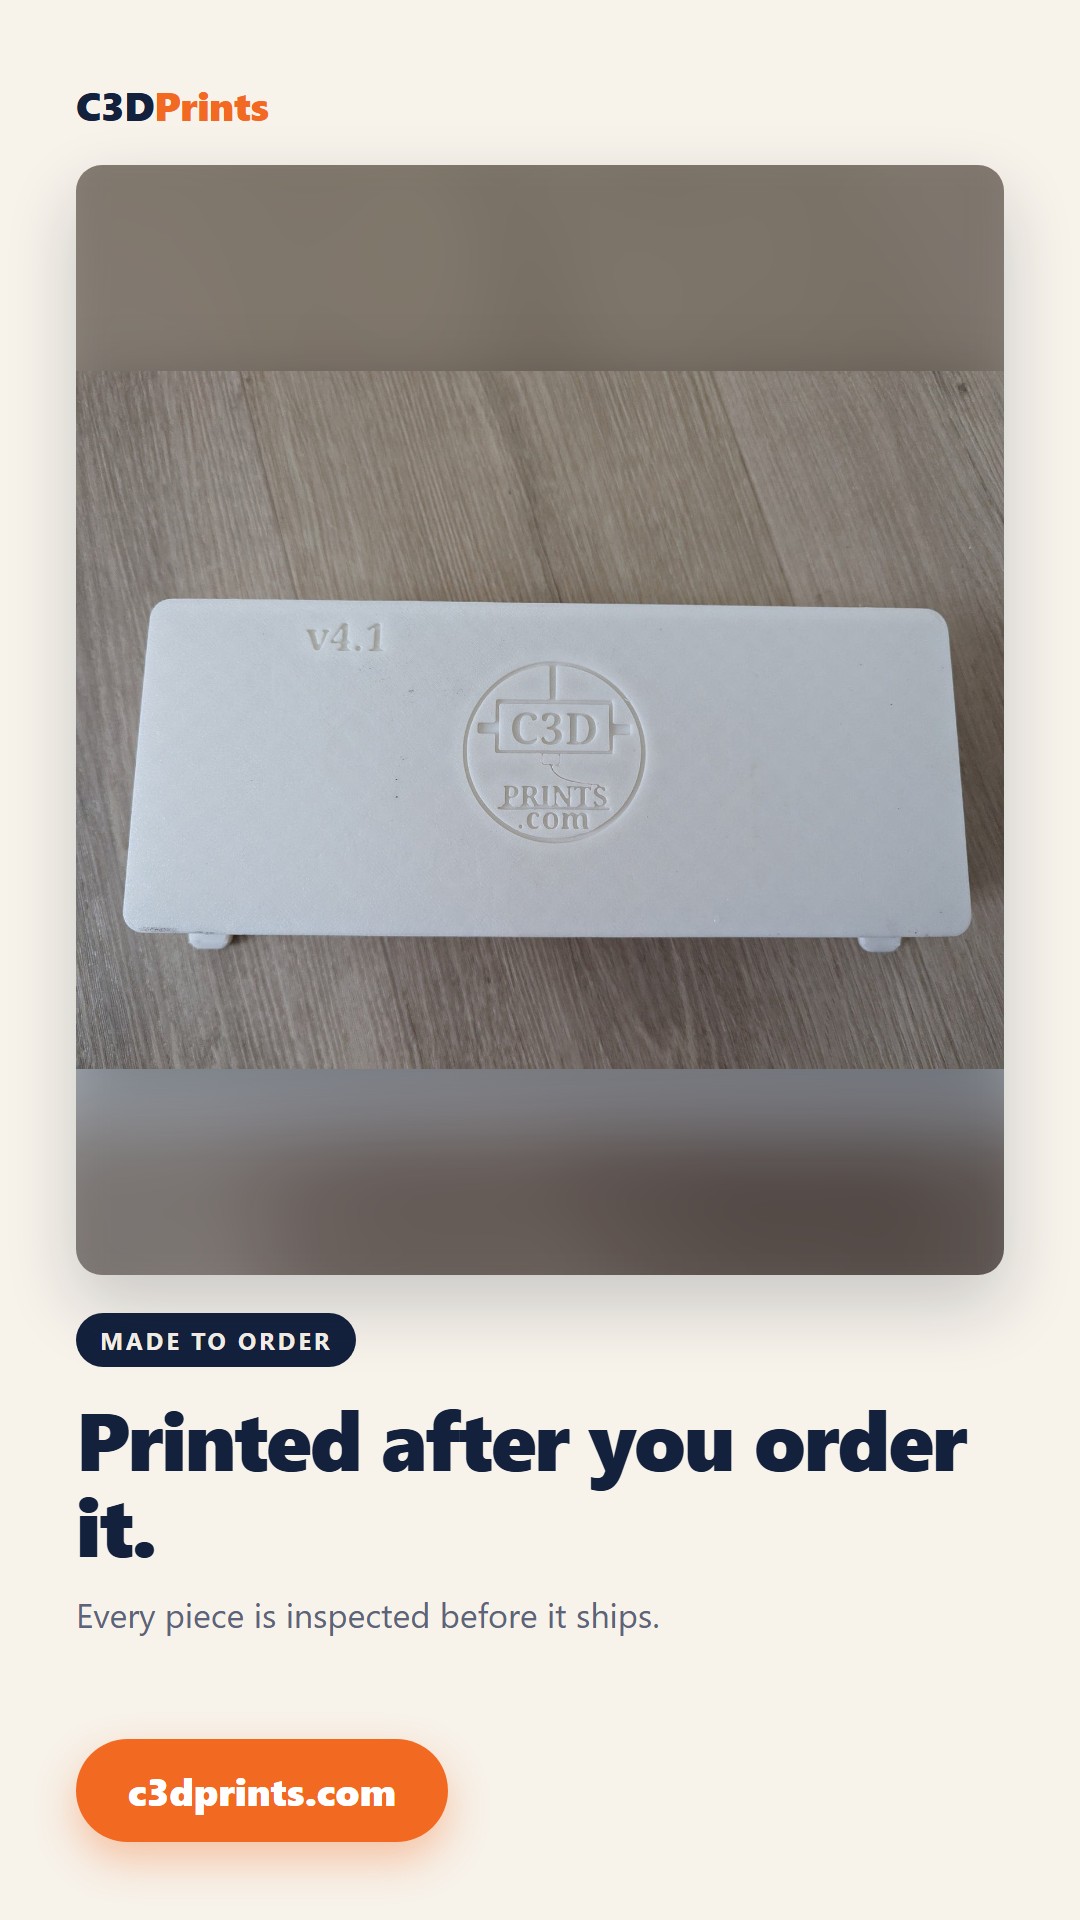 C3DPrints
v4.1
C3D
PRINTS
.com
MADE TO ORDER
Printed after you order
it.
Every piece is inspected before it ships.
c3dprints.com